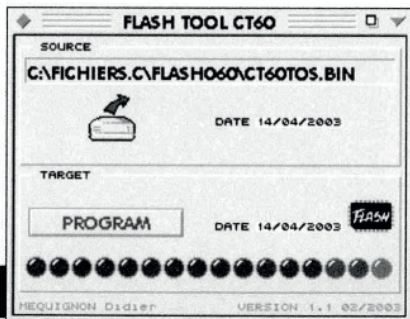 FLASH TOOL CT60
SOURCE
C:\FICHIERS.C\FLASH060\CT60TOS.BIN
DATE 14/04/2003
TARGET
PROGRAM
DATE 14/04/2003
FLASH
MEQUIGNON Didier
VERSION 1.1 02/2003